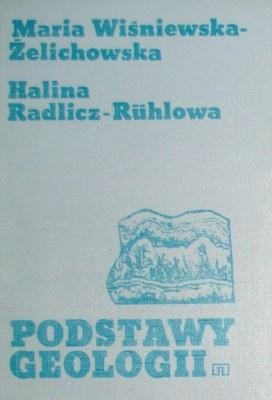 Maria Wiśniewska-
Żelichowska
Halina
Radlicz-Rühlowa
PODSTAWY
GEOLOGII